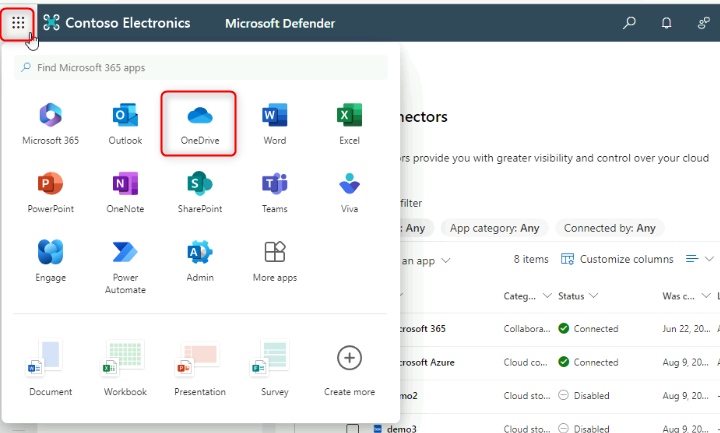 Contoso Electronics Microsoft Defender
Find Microsoft 365 apps
Microsoft 365 Outlook OneDrive Word Excel
PowerPoint OneNote SharePoint Teams Viva
Engage Power Automate Admin More apps
Document Workbook Presentation Survey Create more
nnectors
ors provide you with greater visibility and control over your cloud
filter
: Any App category: Any Connected by: Any
an app 8 items Customize columns
Categ... Status Was c...
crosoft 365 Collabora... Connected Jun 22, 20...
crosoft Azure Cloud co... Connected Aug 9, 20...
mo2 Cloud sto... Disabled Aug 9, 20...
demo3 Cloud sto... Disabled Aug 9, 20...